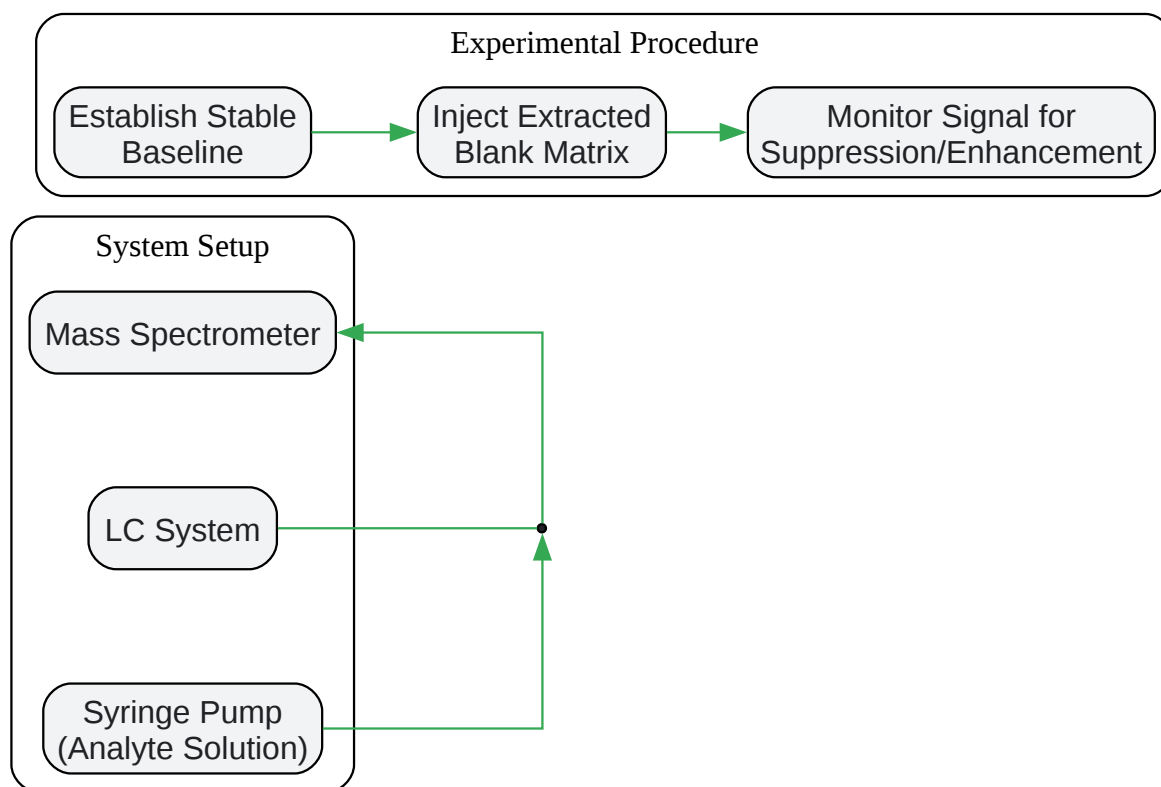 Experimental Procedure
Establish Stable
Baseline
Inject Extracted
Blank Matrix
Monitor Signal for
Suppression/Enhancement
System Setup
Mass Spectrometer
LC System
Syringe Pump
(Analyte Solution)